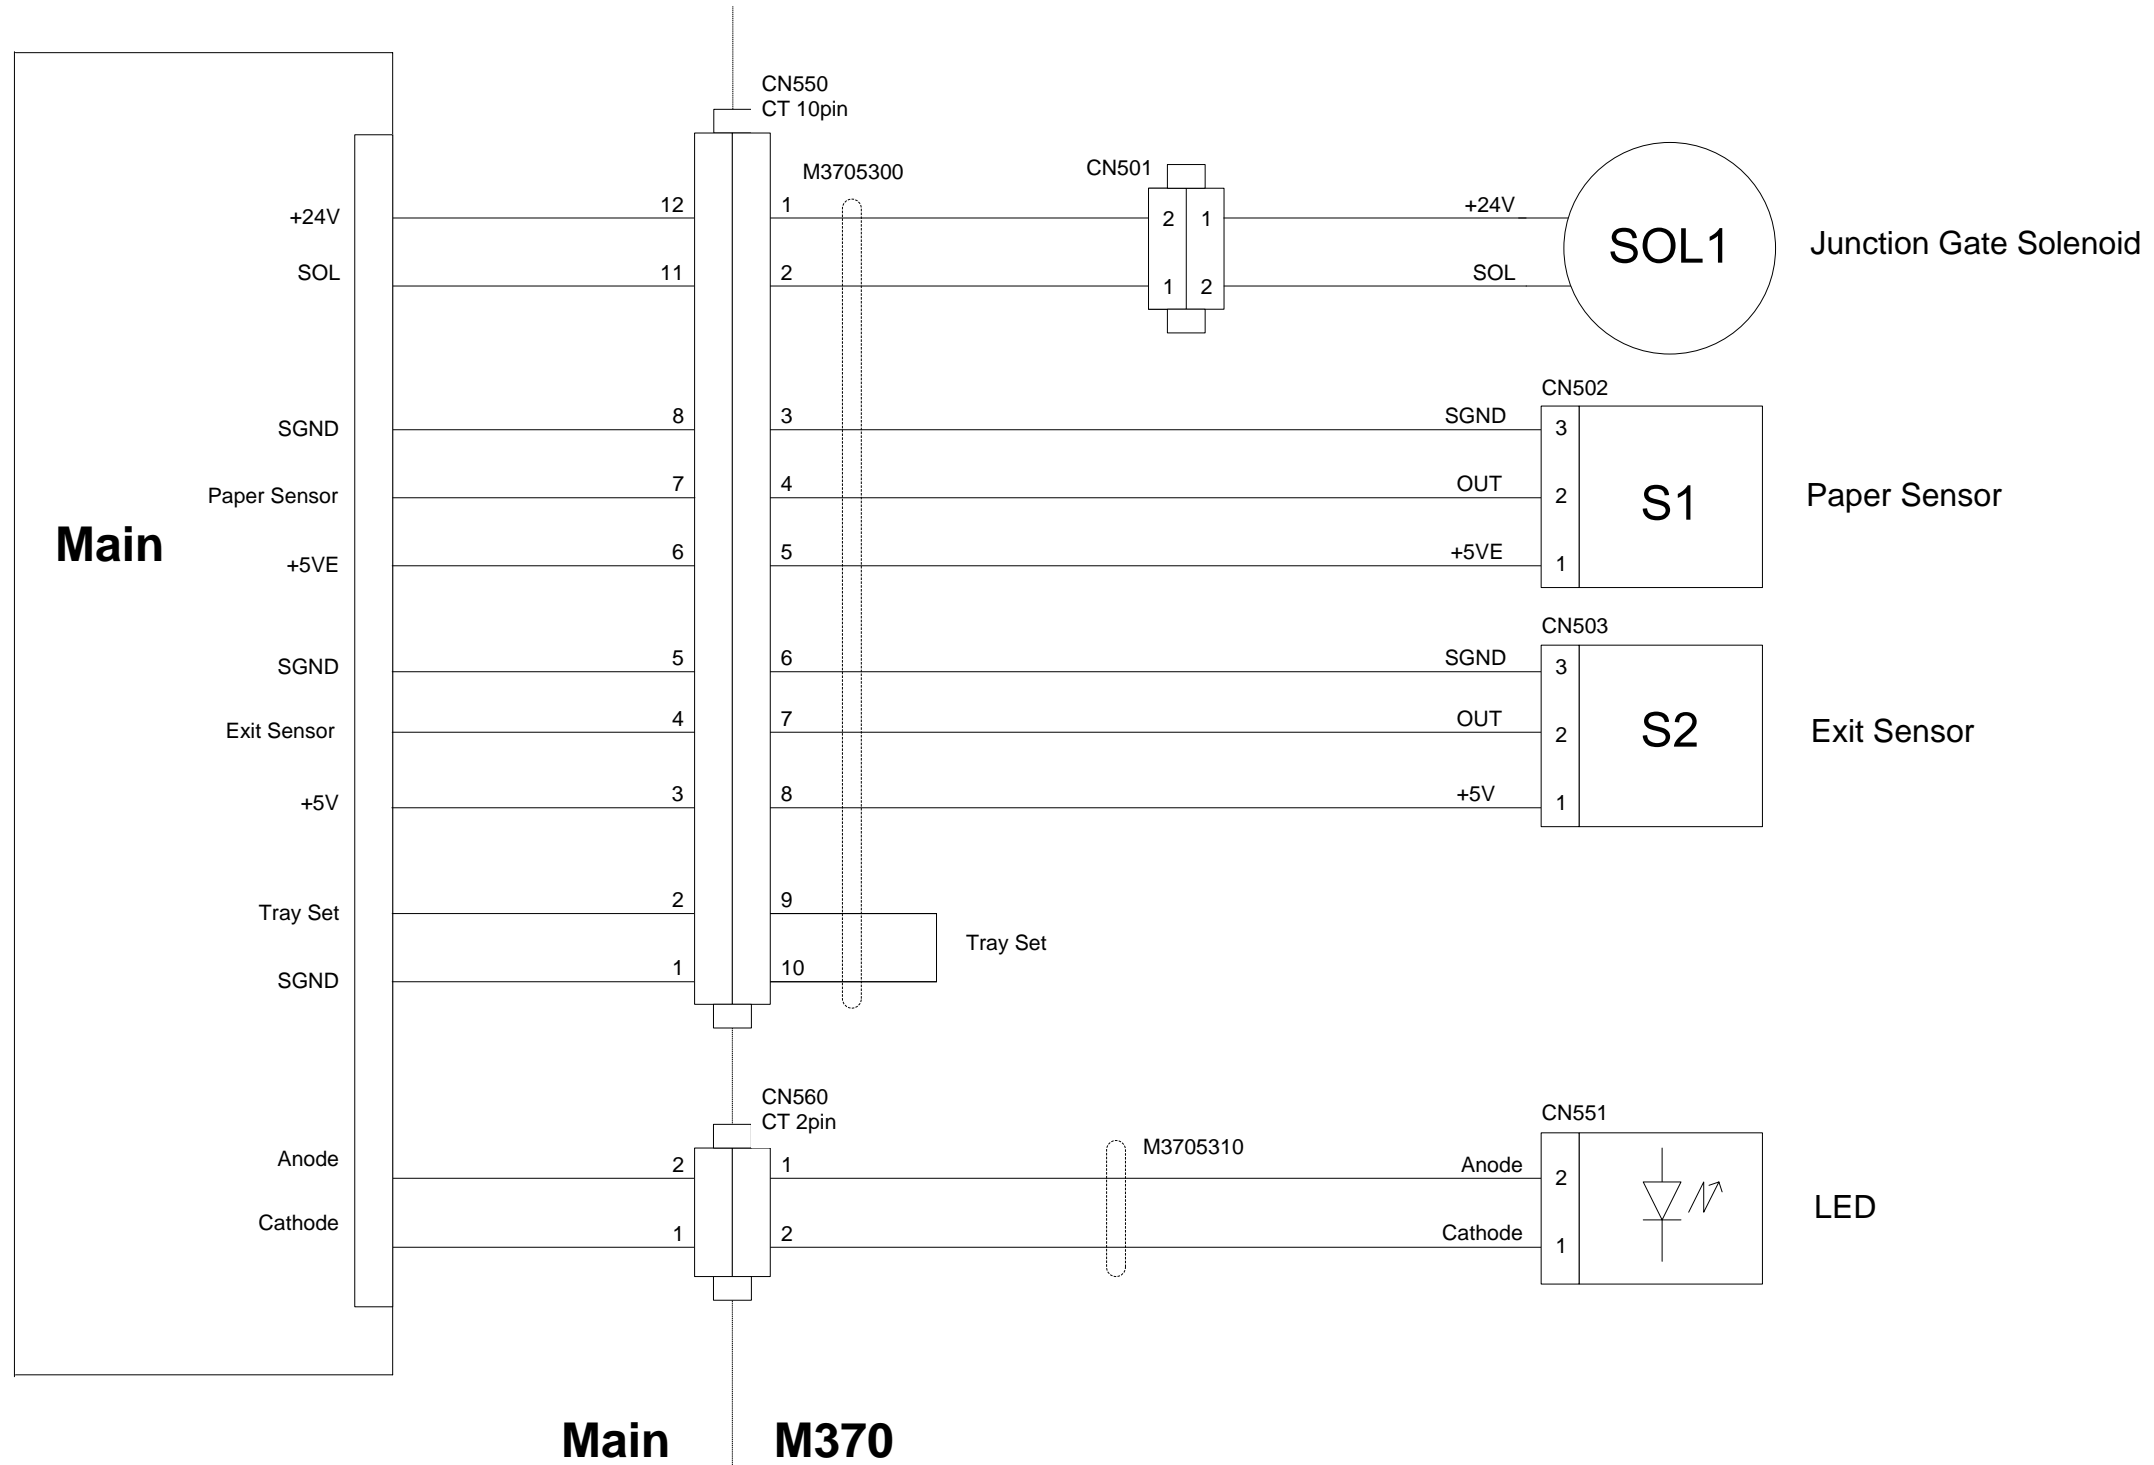 CN550
CT 10pin
M3705300
CN501
+24V 12 1 2 1 +24V
SOL1 Junction Gate Solenoid
SOL 11 2 1 2 SOL
CN502
SGND 8 3 SGND 3
Paper Sensor 7 4 OUT 2
S1 Paper Sensor
Main
+5VE 6 5 +5VE 1
CN503
SGND 5 6 SGND 3
Exit Sensor 4 7 OUT 2
S2 Exit Sensor
+5V 3 8 +5V 1
Tray Set 2 9
Tray Set
SGND 1 10
CN560
CT 2pin
CN551
M3705310
Anode 2 1 Anode 2
LED
Cathode 1 2 Cathode 1
Main M370